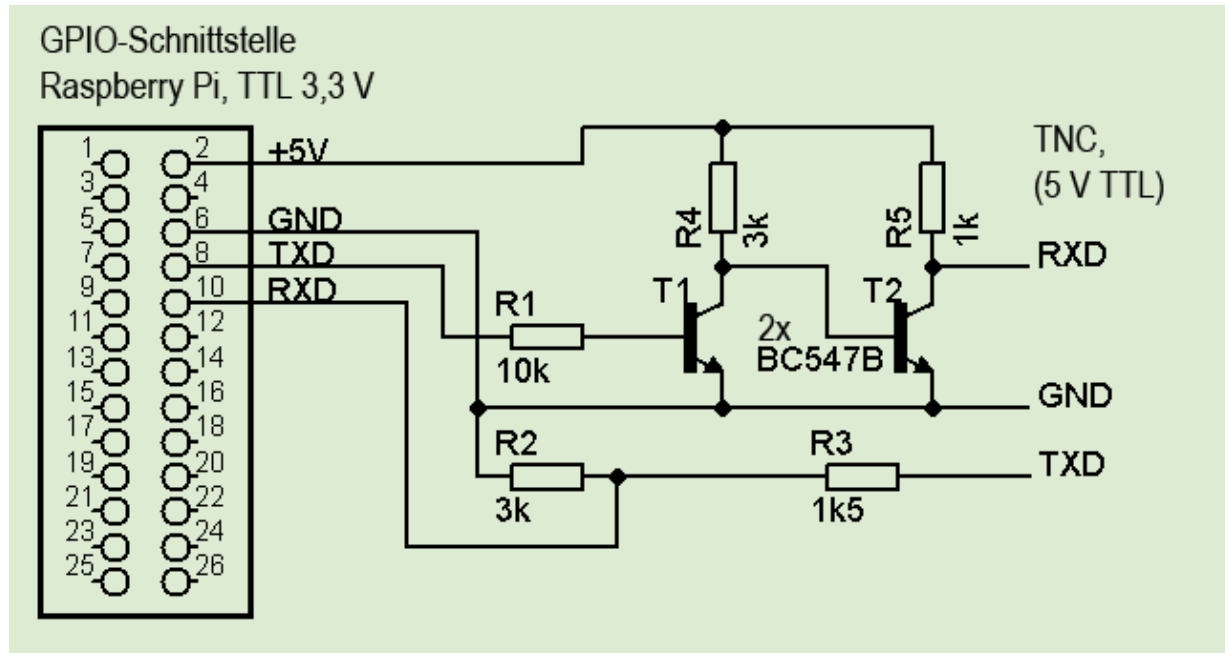 GPIO-Schnittstelle
Raspberry Pi, TTL 3,3 V
TNC,
(5 V TTL)
1 2 +5V
3 4
5 6 GND
7 8 TXD
9 10 RXD
11 12
13 14
15 16
17 18
19 20
21 22
23 24
25 26
R4
3k
R5
1k
RXD
T1
T2
R1
10k
2x
BC547B
GND
R2
3k
R3
1k5
TXD